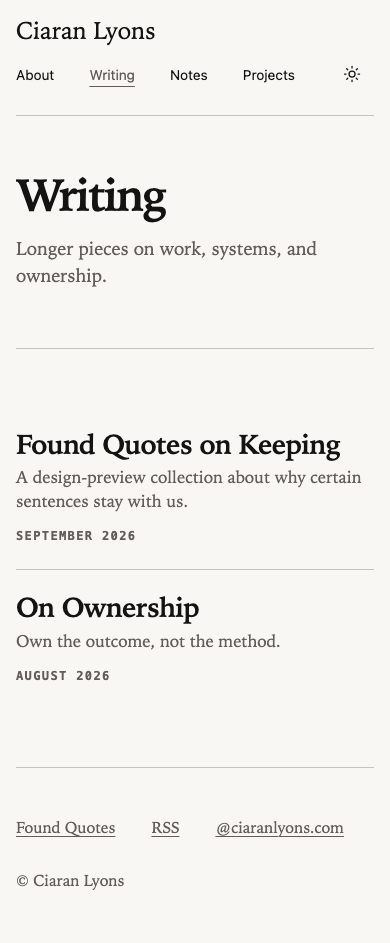 Ciaran Lyons
About Writing Notes Projects
Writing
Longer pieces on work, systems, and
ownership.
Found Quotes on Keeping
A design-preview collection about why certain
sentences stay with us.
SEPTEMBER 2026
On Ownership
Own the outcome, not the method.
AUGUST 2026
Found Quotes RSS @ciaranlyons.com
© Ciaran Lyons